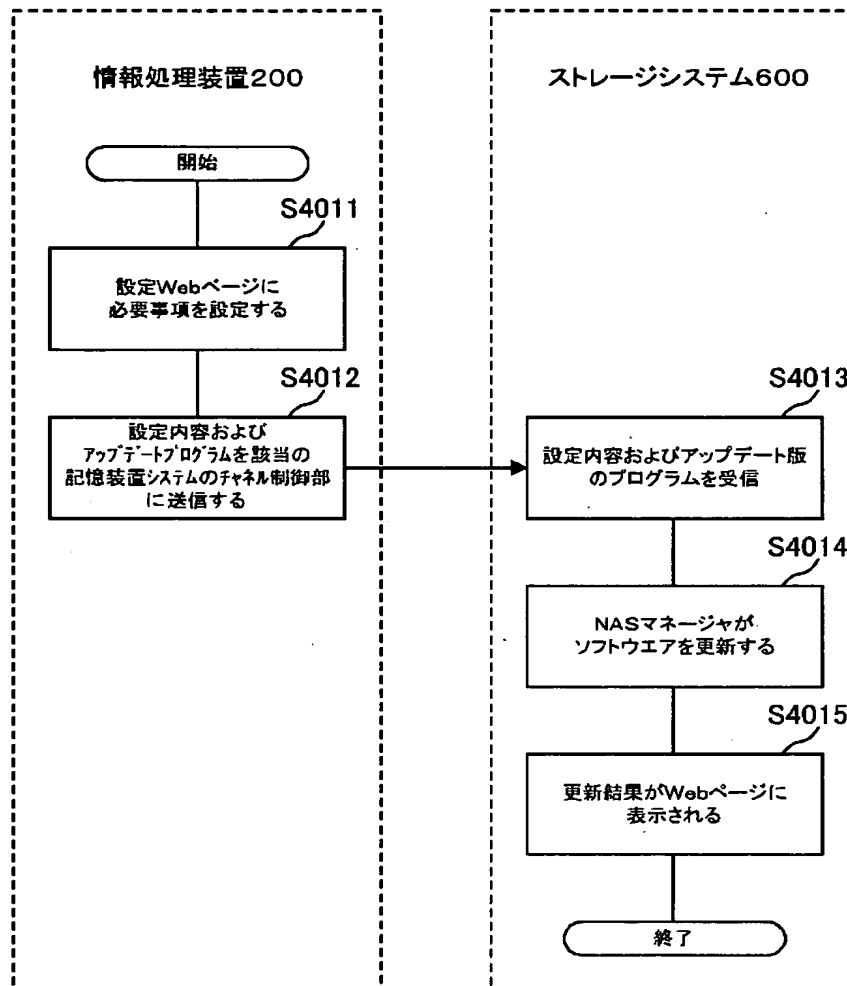 情報処理装置200
開始
S4011
設定Webページに
必要事項を設定する
S4012
設定内容および
ｱｯﾌﾟﾃﾞｰﾄﾌﾟﾛｸﾞﾗﾑを該当の
記憶装置システムのﾁｬﾈﾙ制御部
に送信する
ストレージシステム600
S4013
設定内容およびアップデート版
のプログラムを受信
S4014
NASマネージャが
ソフトウエアを更新する
S4015
更新結果がWebページに
表示される
終了